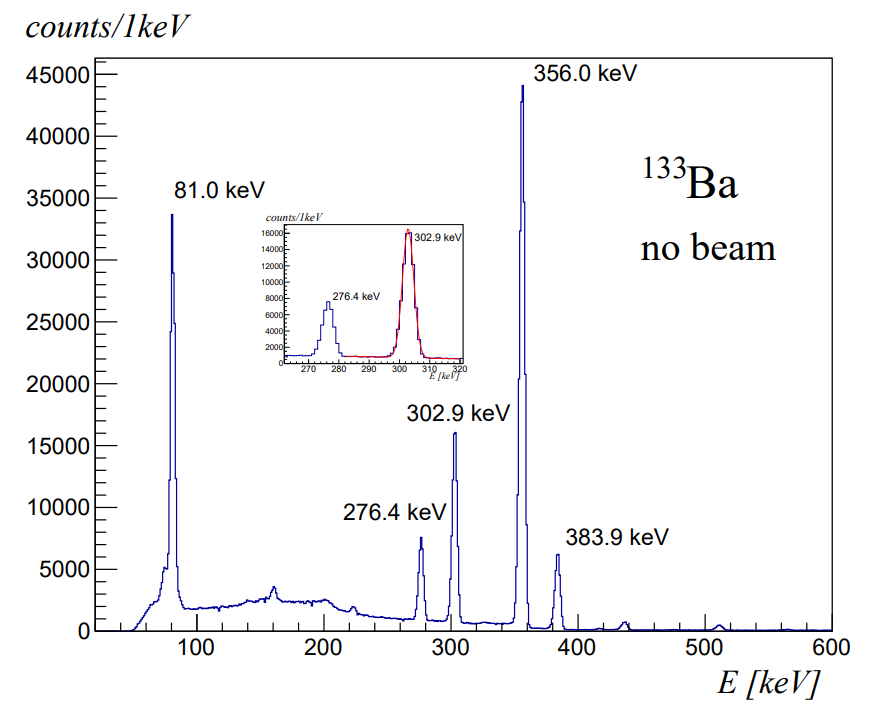 counts/1keV
45000
40000
35000
30000
25000
20000
15000
10000
5000
0
356.0 keV
133Ba
no beam
81.0 keV
counts/1keV
16000
14000
12000
10000
8000
6000
4000
2000
0
302.9 keV
276.4 keV
270 280 290 300 310 320
E [keV]
302.9 keV
276.4 keV
383.9 keV
100 200 300 400 500 600
E [keV]